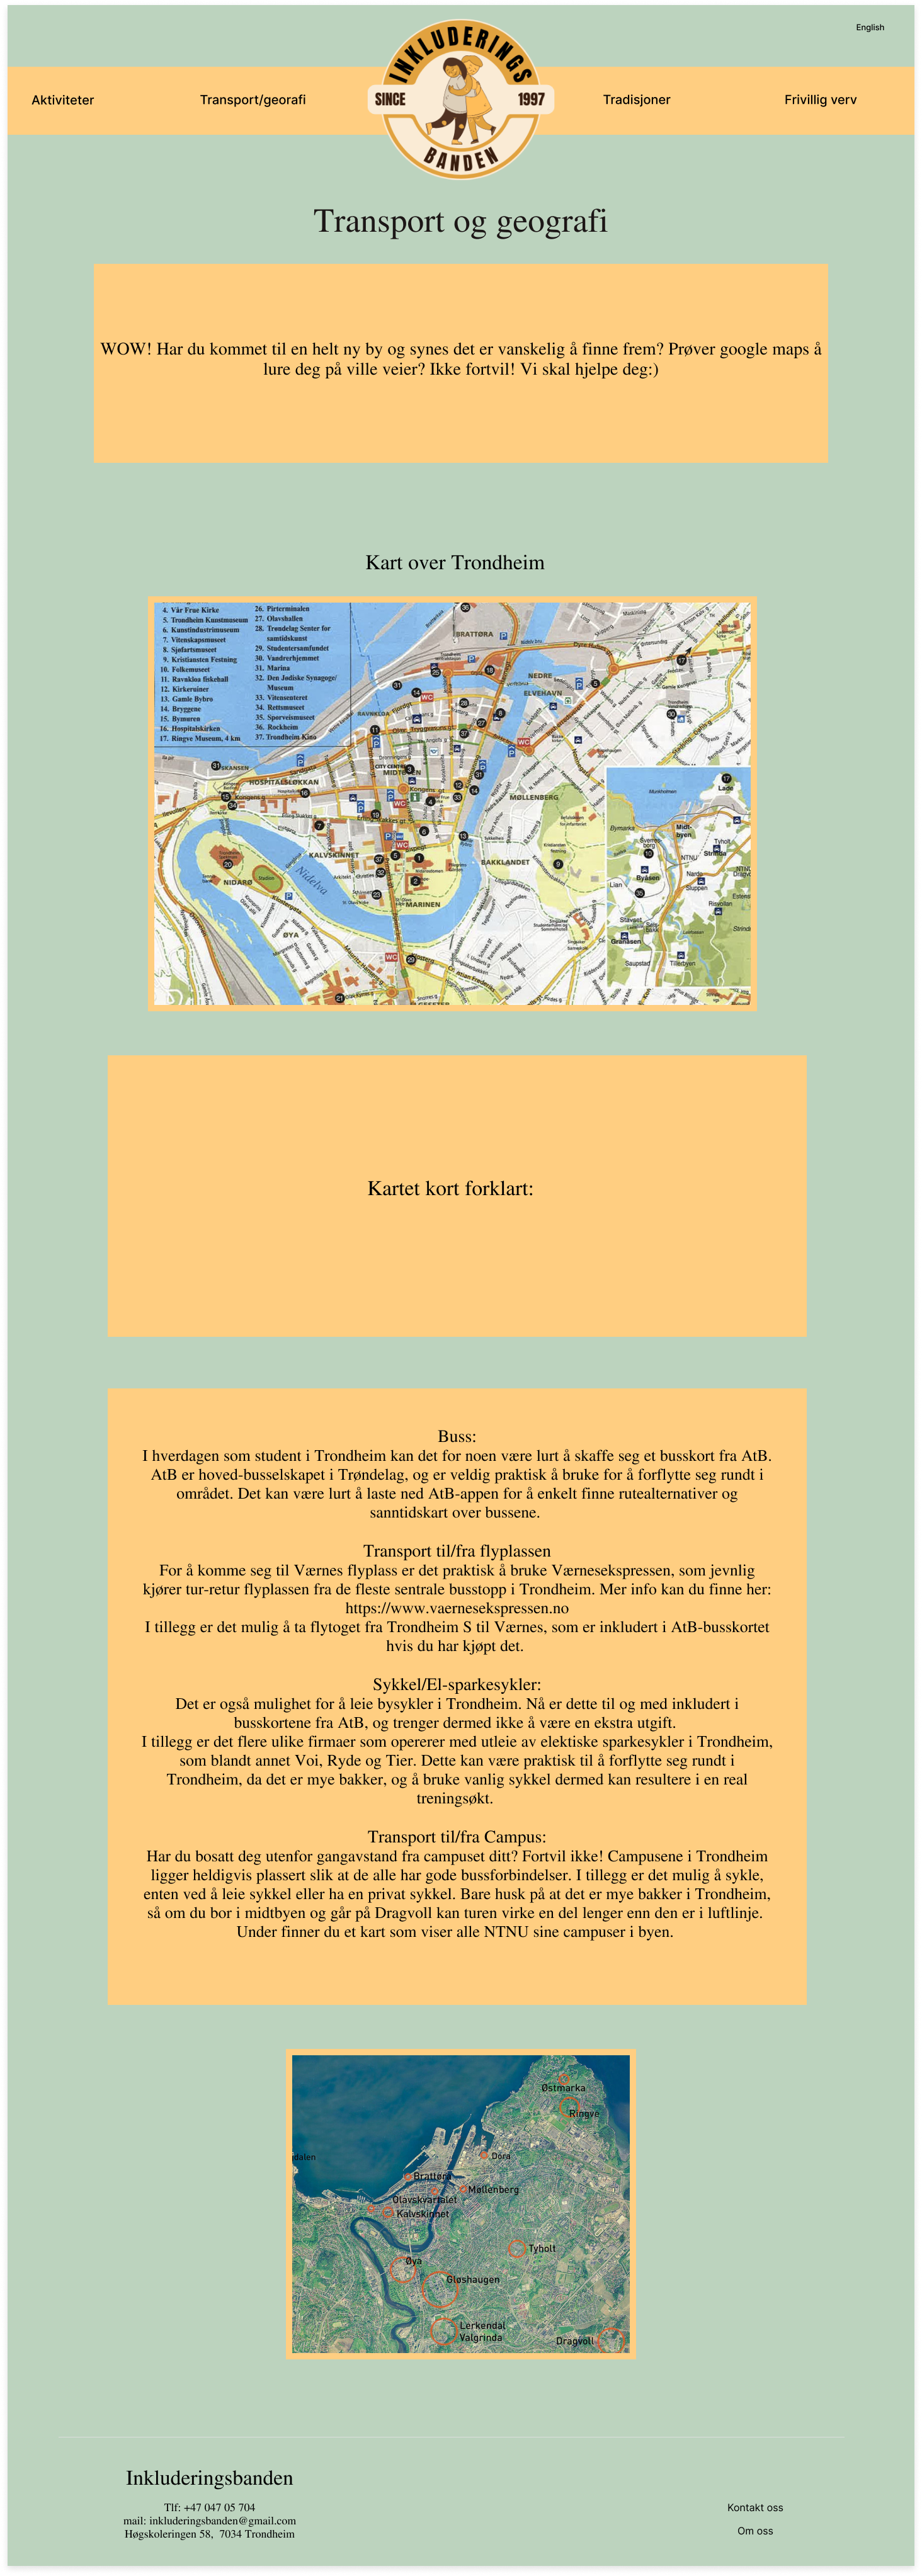 English
Aktiviteter
Transport/georafi
INKLUDERINGS
SINCE 1997
BANDEN
Tradisjoner
Frivillig verv
Transport og geografi
WOW! Har du kommet til en helt ny by og synes det er vanskelig å finne frem? Prøver google maps å
lure deg på ville veier? Ikke fortvil! Vi skal hjelpe deg:)
Kart over Trondheim
4. Vår Frue Kirke
5. Trondheim Kunstmuseum
6. Kunstindustrimuseum
7. Vitenskapsmuseet
8. Sjøfartsmuseet
9. Kristiansten Festning
10. Folkemuseet
11. Ravnkloa fiskehall
12. Kirkeruiner
13. Gamle Bybro
14. Bryggene
15. Bymuren
16. Hospitalskirken
17. Ringve Museum, 4 km
26. Pirterminalen
27. Olavshallen
28. Trøndelag Senter for
samtidskunst
29. Studentersamfundet
30. Vandrerhjemmet
31. Marina
32. Den Jødiske Synagoge/
Museum
33. Vitensenteret
34. Rettsmuseet
35. Sporveismuseet
36. Rockheim
37. Trondheim Kino
BRATTØRA
NEDRE
ELVEHAVN
RAVNKLOA
SKANSEN
HOSPITALSLØKKAN
MIDTBYEN
MØLLENBERG
KALVSKINNET
BAKKLANDET
NIDARØ
Nidelva
MARINEN
ØYA
Munkholmen
Lade
Bymarka
Midt-
byen
Tyholt
NTNU
Strinda
Byåsen
Nardo
Lian
Sluppen
Risvollan
Stavset
Granåsen
Saupstad
Tillerbyen
Kartet kort forklart:
Buss:
I hverdagen som student i Trondheim kan det for noen være lurt å skaffe seg et busskort fra AtB.
AtB er hoved-busselskapet i Trøndelag, og er veldig praktisk å bruke for å forflytte seg rundt i
området. Det kan være lurt å laste ned AtB-appen for å enkelt finne rutealternativer og
sanntidskart over bussene.
Transport til/fra flyplassen
For å komme seg til Værnes flyplass er det praktisk å bruke Værnesekspressen, som jevnlig
kjører tur-retur flyplassen fra de fleste sentrale busstopp i Trondheim. Mer info kan du finne her:
https://www.vaernesekspressen.no
I tillegg er det mulig å ta flytoget fra Trondheim S til Værnes, som er inkludert i AtB-busskortet
hvis du har kjøpt det.
Sykkel/El-sparkesykler:
Det er også mulighet for å leie bysykler i Trondheim. Nå er dette til og med inkludert i
busskortene fra AtB, og trenger dermed ikke å være en ekstra utgift.
I tillegg er det flere ulike firmaer som opererer med utleie av elektiske sparkesykler i Trondheim,
som blandt annet Voi, Ryde og Tier. Dette kan være praktisk til å forflytte seg rundt i
Trondheim, da det er mye bakker, og å bruke vanlig sykkel dermed kan resultere i en real
treningsøkt.
Transport til/fra Campus:
Har du bosatt deg utenfor gangavstand fra campuset ditt? Fortvil ikke! Campusene i Trondheim
ligger heldigvis plassert slik at de alle har gode bussforbindelser. I tillegg er det mulig å sykle,
enten ved å leie sykkel eller ha en privat sykkel. Bare husk på at det er mye bakker i Trondheim,
så om du bor i midtbyen og går på Dragvoll kan turen virke en del lenger enn den er i luftlinje.
Under finner du et kart som viser alle NTNU sine campuser i byen.
Østmarka
Ringve
dalen
Dora
Brattøra
Møllenberg
Olavskvartalet
Kalvskinnet
Tyholt
Øya
Gløshaugen
Lerkendal
Valgrinda
Dragvoll
Inkluderingsbanden
Tlf: +47 047 05 704
mail: inkluderingsbanden@gmail.com
Høgskoleringen 58, 7034 Trondheim
Kontakt oss
Om oss